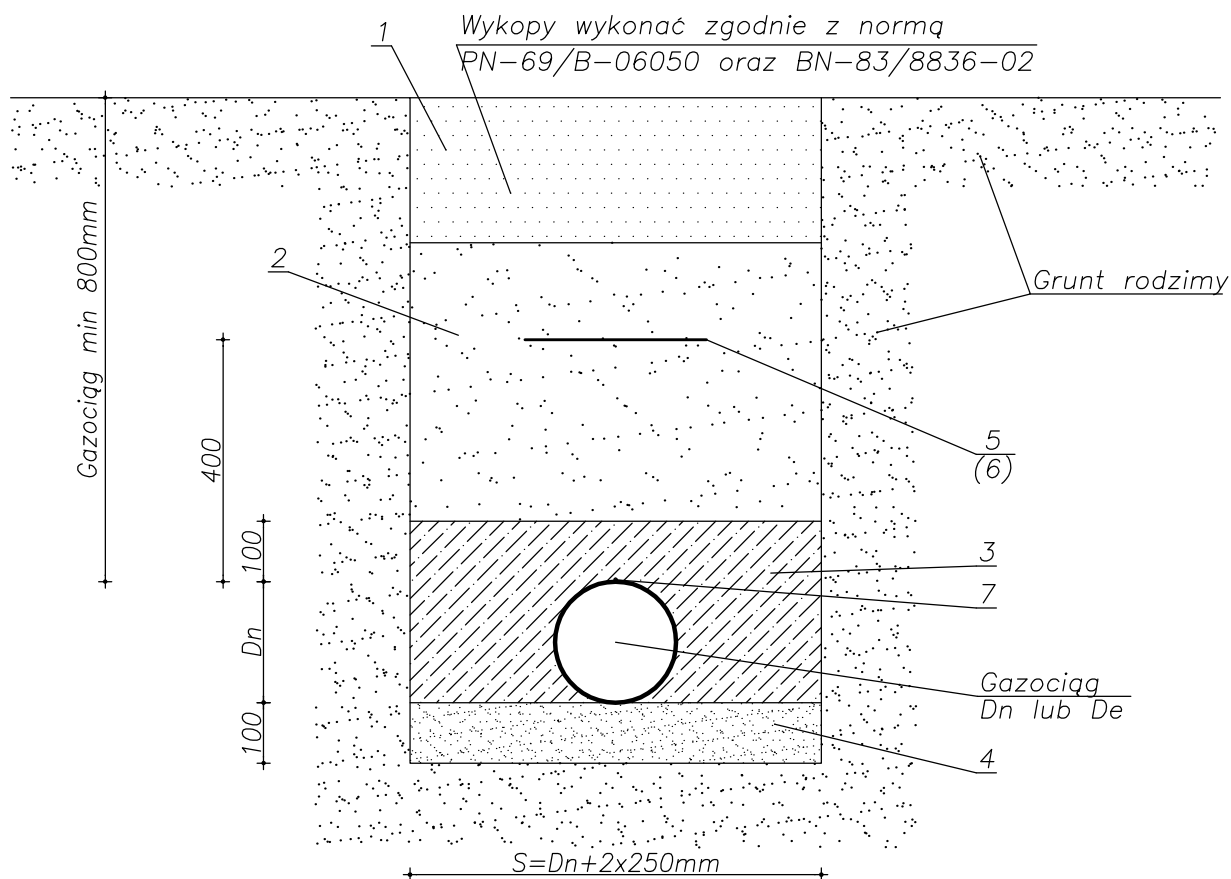 1
Wykopy wykonać zgodnie z normą
PN-69/B-06050 oraz BN-83/8836-02
Gazociąg min 800mm
2
Grunt rodzimy
400
5
(6)
100
3
7
Dn
Gazociąg
Dn lub De
100
4
S=Dn+2x250mm